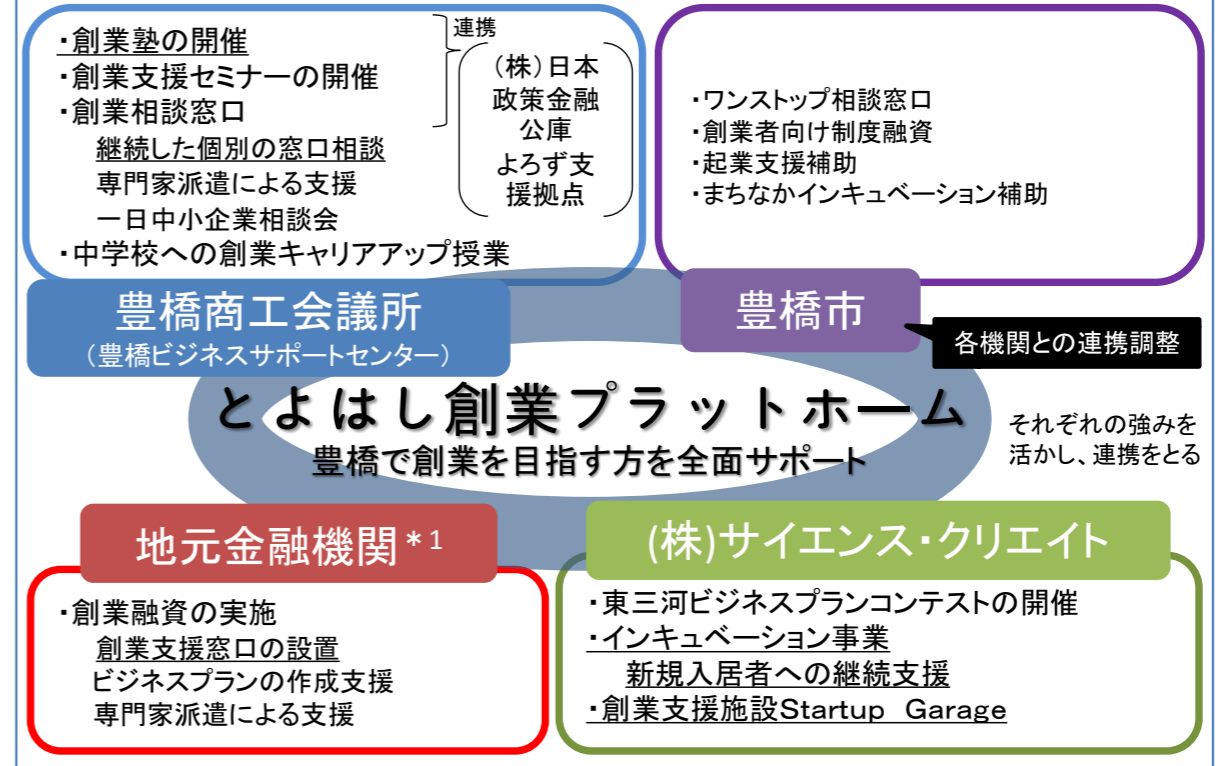 ・創業塾の開催
・創業支援セミナーの開催
・創業相談窓口
継続した個別の窓口相談
専門家派遣による支援
一日中小企業相談会
・中学校への創業キャリアアップ授業
連携
(株)日本
政策金融
公庫
よろず支
援拠点
・ワンストップ相談窓口
・創業者向け制度融資
・起業支援補助
・まちなかインキュベーション補助
豊橋商工会議所
(豊橋ビジネスサポートセンター)
豊橋市
各機関との連携調整
とよはし創業プラットホーム
豊橋で創業を目指す方を全面サポート
それぞれの強みを
活かし、連携をとる
地元金融機関*1
・創業融資の実施
創業支援窓口の設置
ビジネスプランの作成支援
専門家派遣による支援
(株)サイエンス・クリエイト
・東三河ビジネスプランコンテストの開催
・インキュベーション事業
新規入居者への継続支援
・創業支援施設Startup Garage